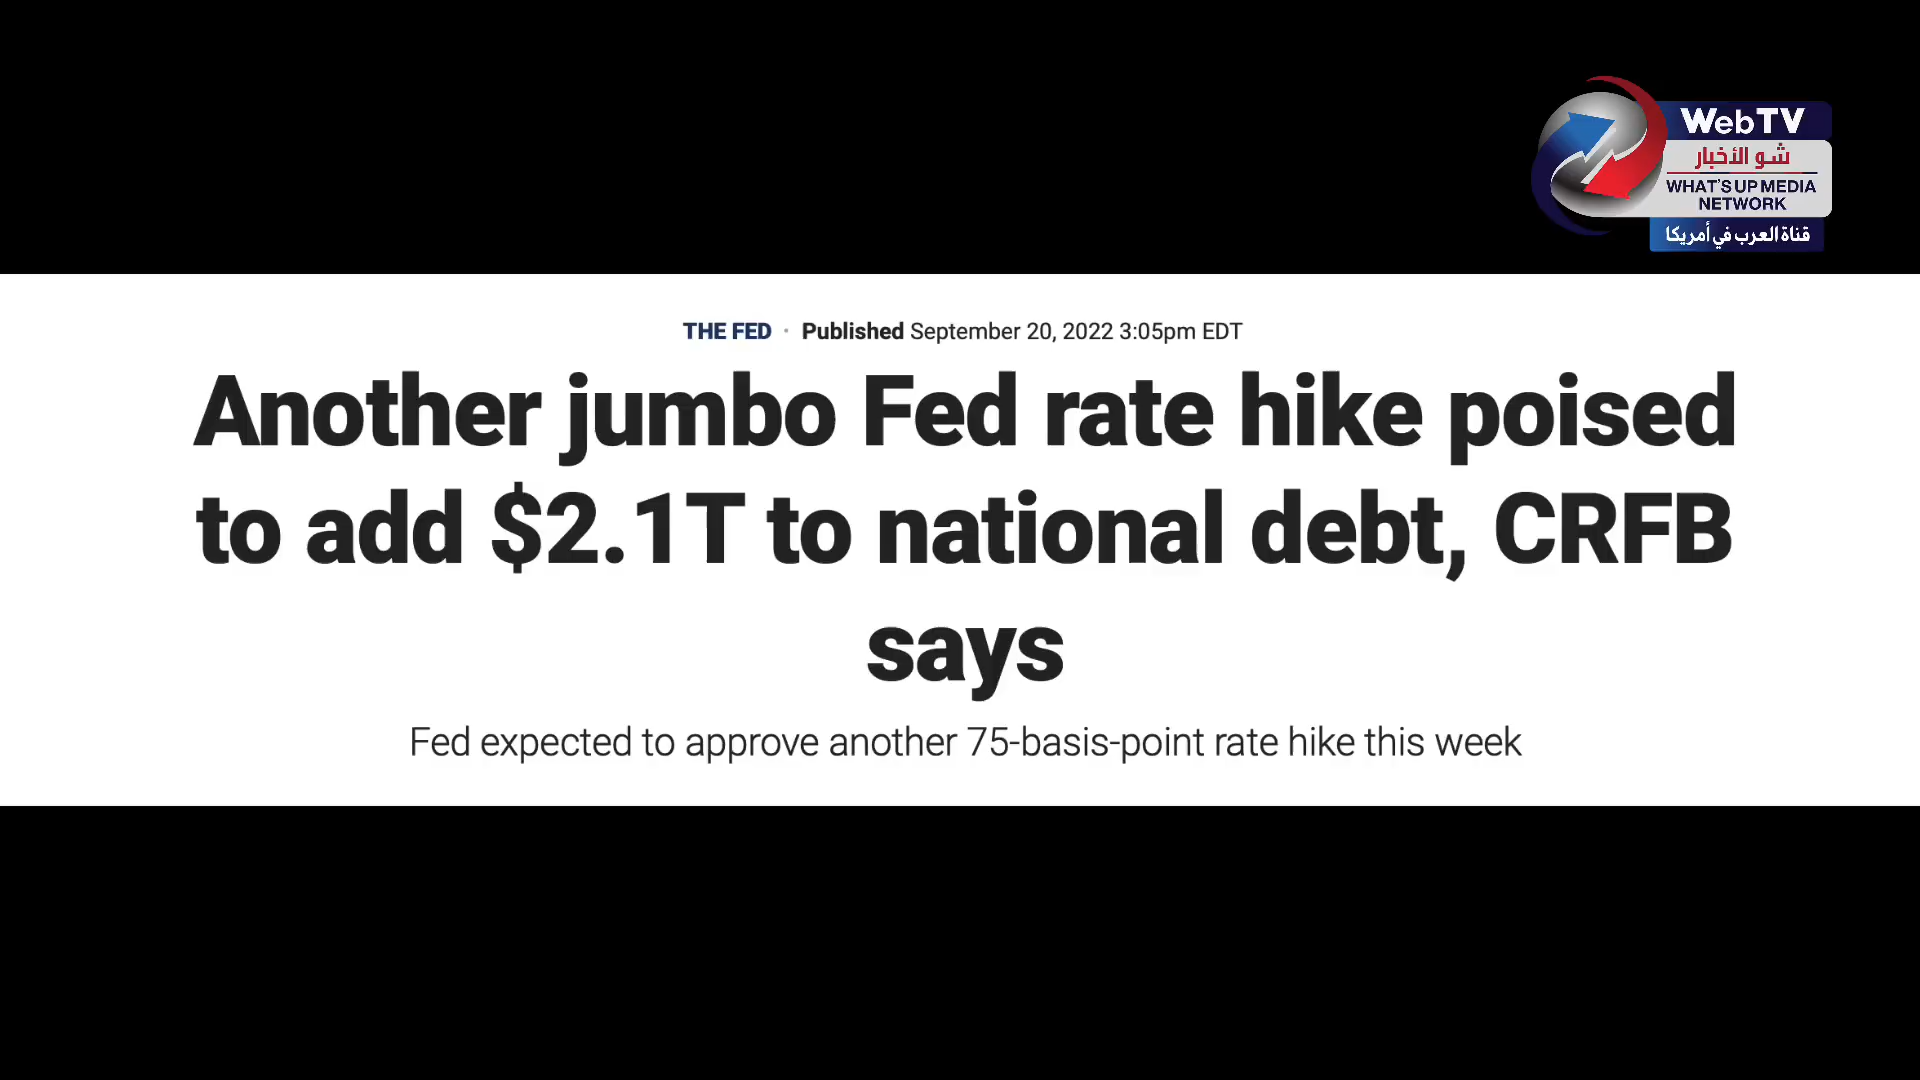 WebTV
شو الأخبار
WHAT'S UP MEDIA
NETWORK
قناة العرب في أمريكا
THE FED · Published September 20, 2022 3:05pm EDT
Another jumbo Fed rate hike poised
to add $2.1T to national debt, CRFB
says
Fed expected to approve another 75-basis-point rate hike this week